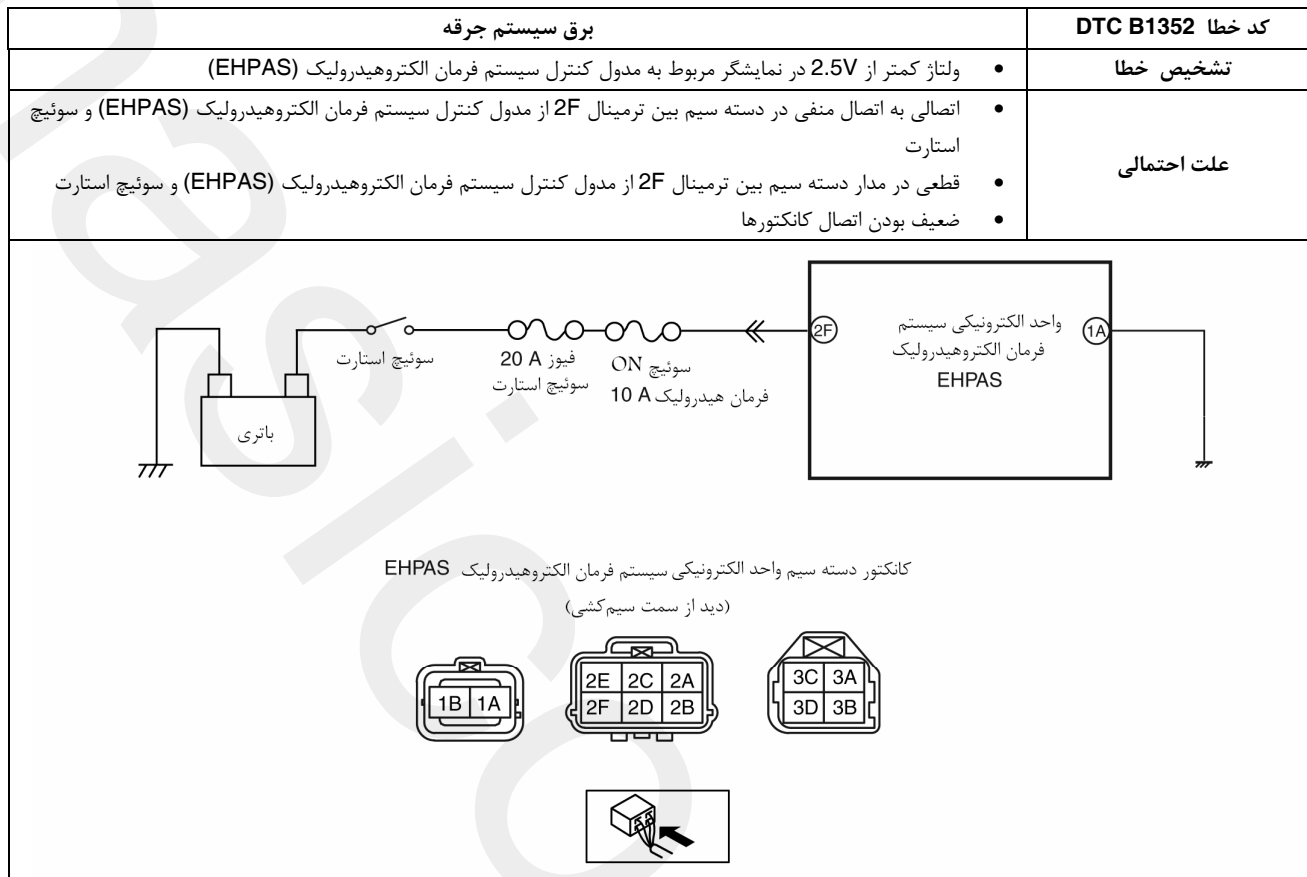 کد خطا DTC B1352
برق سیستم جرقه
تشخیص خطا
• ولتاژ کمتر از 2.5V در نمایشگر مربوط به مدول کنترل سیستم فرمان الکتروهیدرولیک (EHPAS)
علت احتمالی
• اتصالی به اتصال منفی در دسته سیم بین ترمینال 2F از مدول کنترل سیستم فرمان الکتروهیدرولیک (EHPAS) و سوئیچ
استارت
• قطعی در مدار دسته سیم بین ترمینال 2F از مدول کنترل سیستم فرمان الکتروهیدرولیک (EHPAS) و سوئیچ استارت
• ضعیف بودن اتصال کانکتورها
باتری
سوئیچ استارت
فیوز 20 A
سوئیچ استارت
سوئیچ ON
فرمان هیدرولیک 10 A
2F
واحد الکترونیکی سیستم
فرمان الکتروهیدرولیک
EHPAS
1A
کانکتور دسته سیم واحد الکترونیکی سیستم فرمان الکتروهیدرولیک EHPAS
(دید از سمت سیم‌کشی)
1B 1A
2E 2C 2A
2F 2D 2B
3C 3A
3D 3B